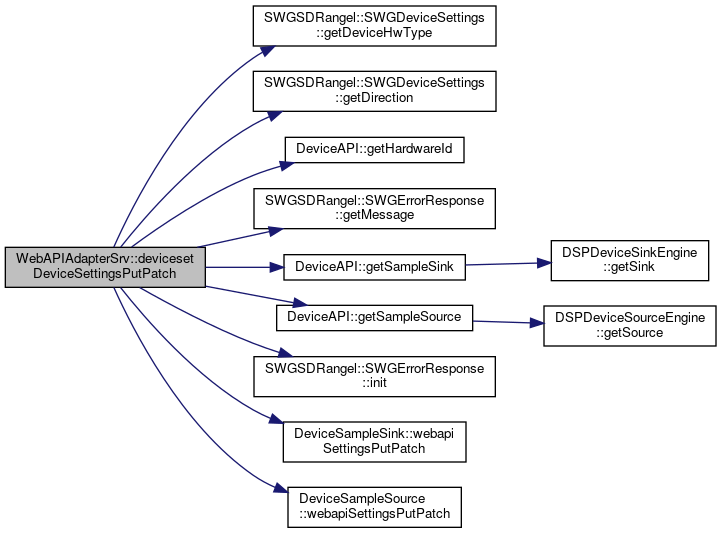 SWGSDRangel::SWGDeviceSettings
::getDeviceHwType
SWGSDRangel::SWGDeviceSettings
::getDirection
DeviceAPI::getHardwareId
SWGSDRangel::SWGErrorResponse
::getMessage
WebAPIAdapterSrv::deviceset
DeviceSettingsPutPatch
DeviceAPI::getSampleSink
DSPDeviceSinkEngine
::getSink
DeviceAPI::getSampleSource
DSPDeviceSourceEngine
::getSource
SWGSDRangel::SWGErrorResponse
::init
DeviceSampleSink::webapi
SettingsPutPatch
DeviceSampleSource
::webapiSettingsPutPatch